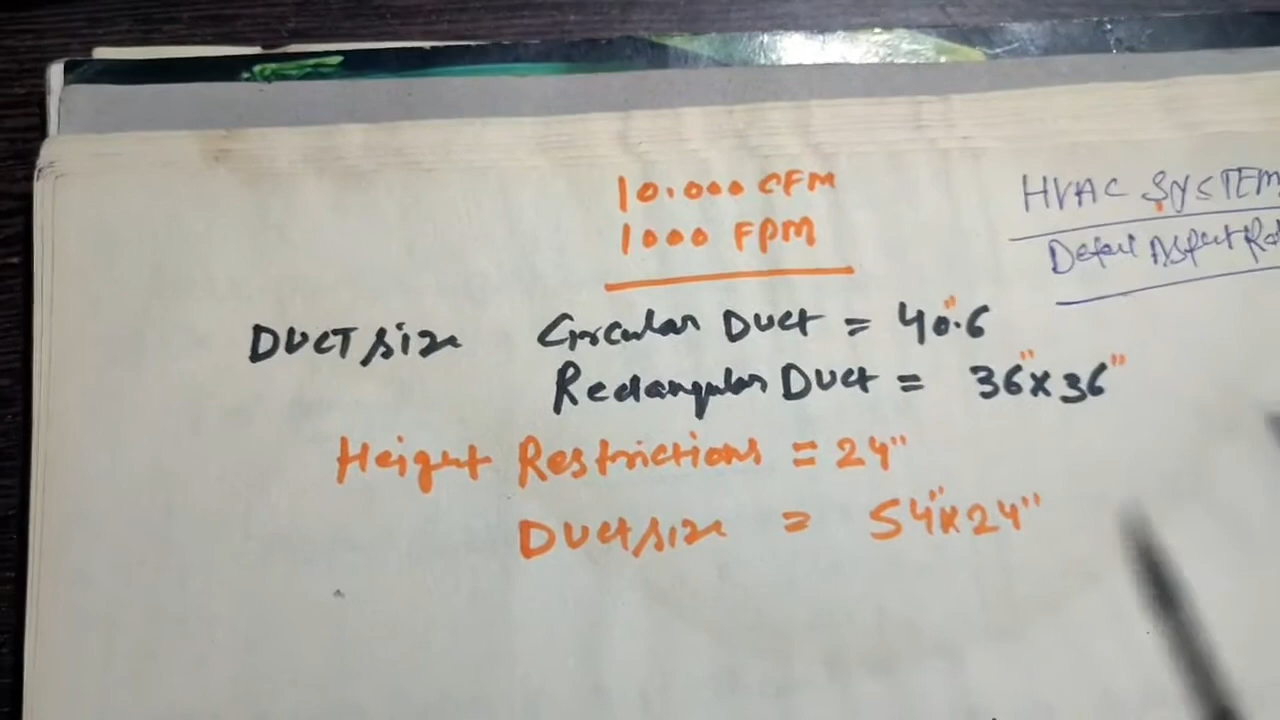 10.000 CFM
1000 FPM
HVAC SYSTEM
Aspect
DUCT size Circular Duct = 40".6
Rectangular Duct = 36"x36"
Height Restrictions = 24"
Duct size = 54"x24"